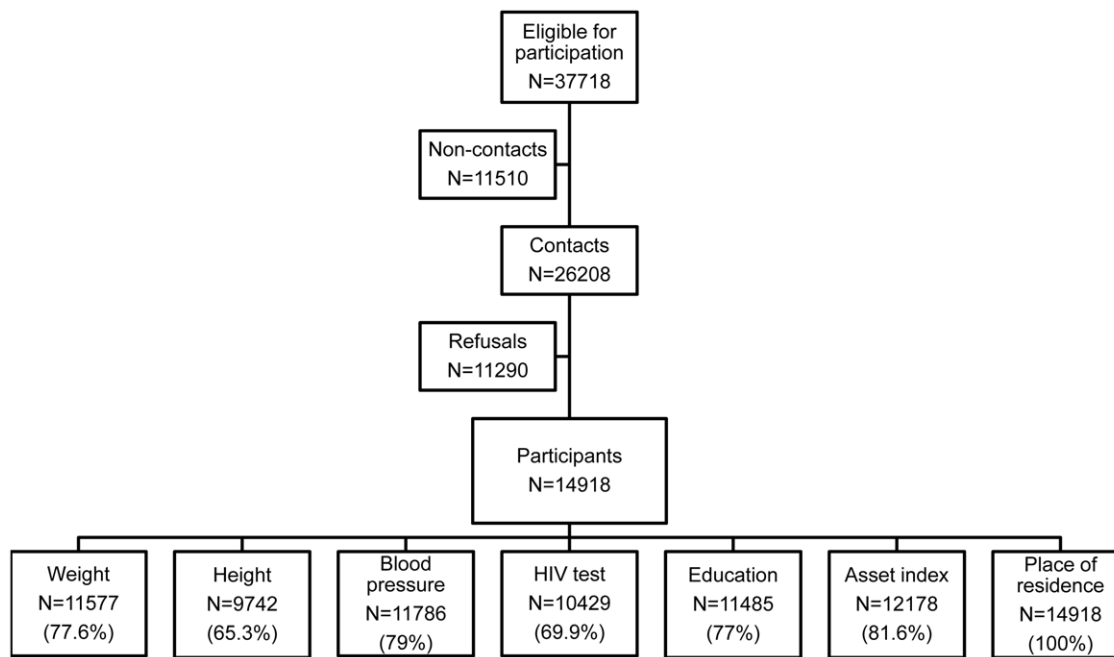 Eligible for
participation
N=37718
Non-contacts
N=11510
Contacts
N=26208
Refusals
N=11290
Participants
N=14918
Weight
N=11577
(77.6%)
Height
N=9742
(65.3%)
Blood
pressure
N=11786
(79%)
HIV test
N=10429
(69.9%)
Education
N=11485
(77%)
Asset index
N=12178
(81.6%)
Place of
residence
N=14918
(100%)